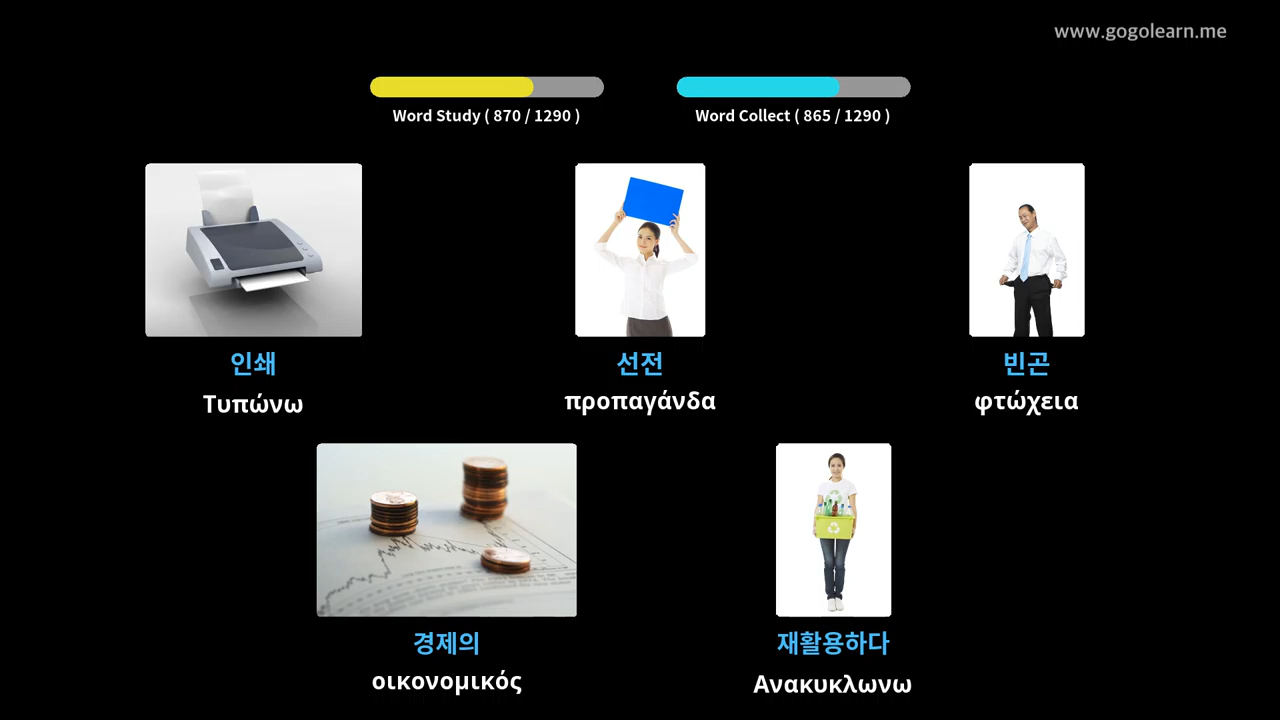 www.gogolearn.me
Word Study ( 870 / 1290 )
Word Collect ( 865 / 1290 )
인쇄
Τυπώνω
선전
προπαγάνδα
빈곤
φτώχεια
경제의
οικονομικός
재활용하다
Ανακυκλωνω